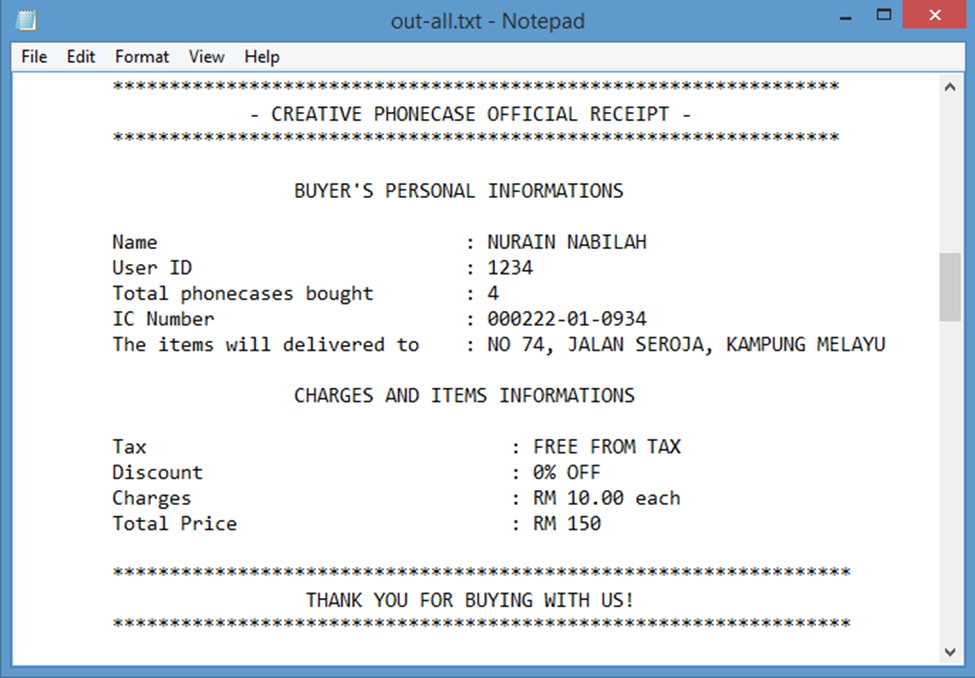 out-all.txt - Notepad
File Edit Format View Help
****************************************************************
- CREATIVE PHONECASE OFFICIAL RECEIPT -
****************************************************************
BUYER'S PERSONAL INFORMATIONS
Name : NURAIN NABILAH
User ID : 1234
Total phonecases bought : 4
IC Number : 000222-01-0934
The items will delivered to : NO 74, JALAN SEROJA, KAMPUNG MELAYU
CHARGES AND ITEMS INFORMATIONS
Tax : FREE FROM TAX
Discount : 0% OFF
Charges : RM 10.00 each
Total Price : RM 150
*****************************************************************
THANK YOU FOR BUYING WITH US!
*****************************************************************